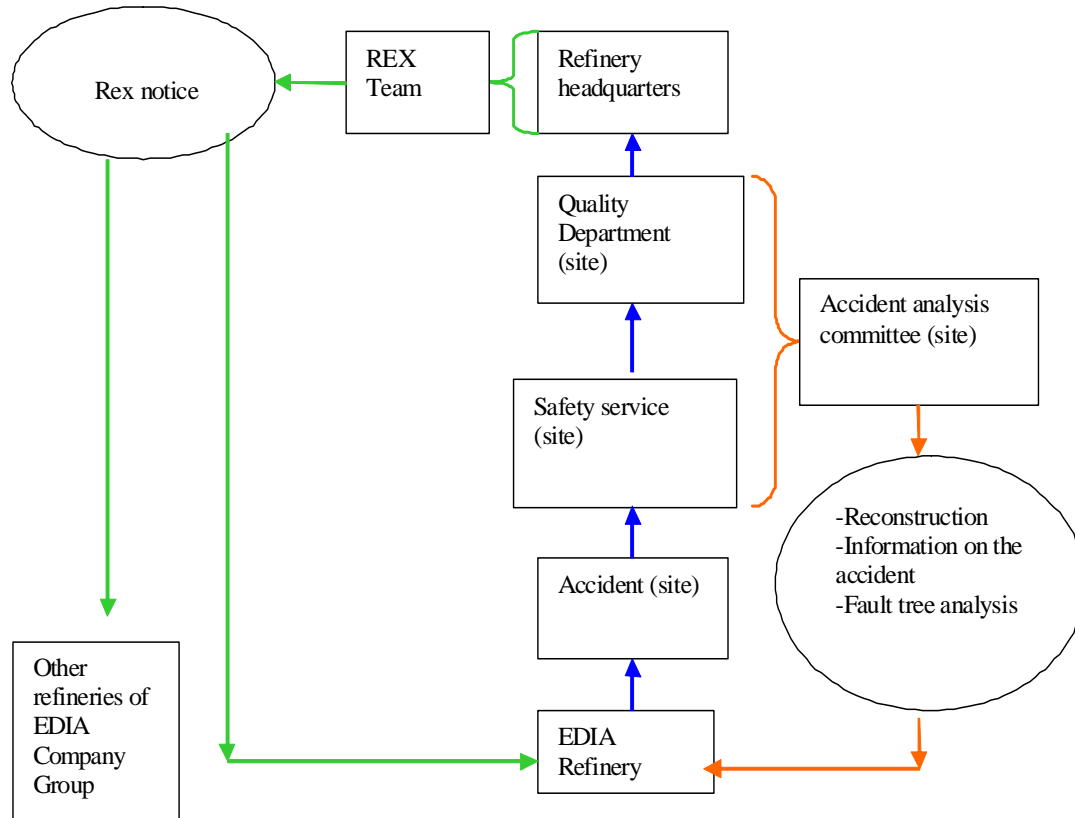 Rex notice
REX
Team
Refinery
headquarters
Quality
Department
(site)
Accident analysis
committee (site)
Safety service
(site)
-Reconstruction
-Information on the
accident
-Fault tree analysis
Accident (site)
Other
refineries of
EDIA
Company
Group
EDIA
Refinery